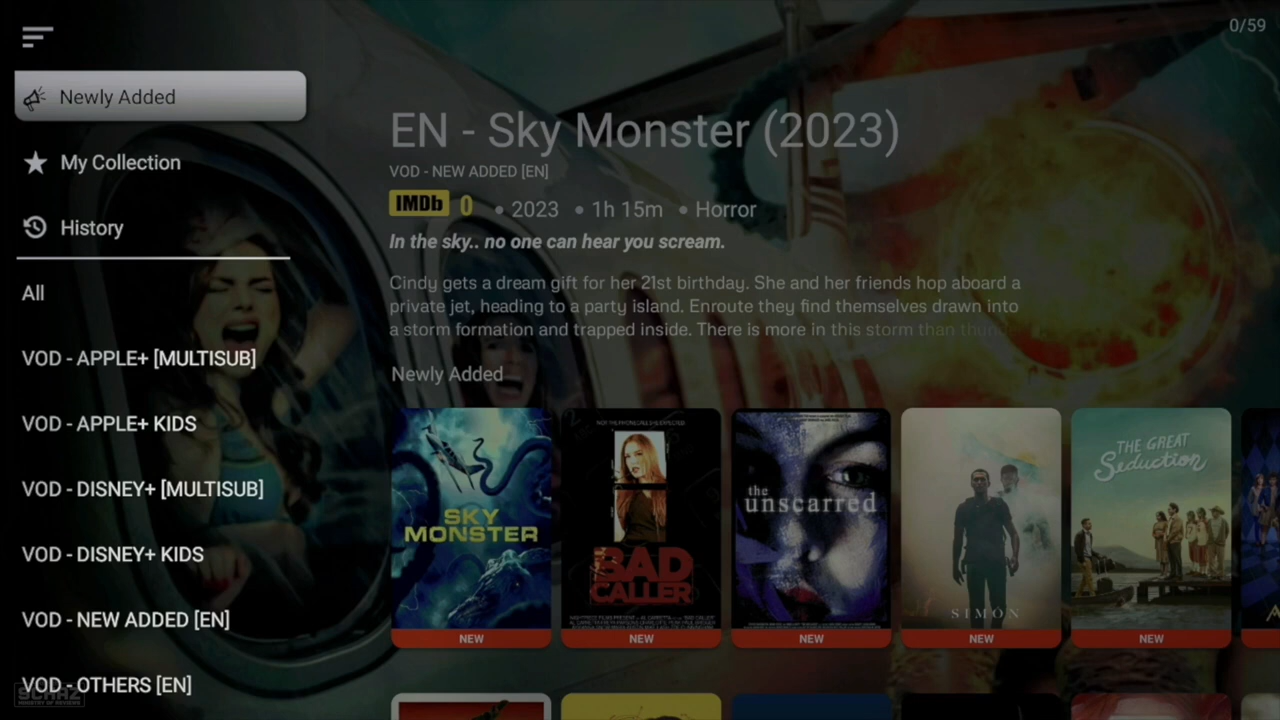 0/59
Newly Added
My Collection
History
All
VOD - APPLE+ [MULTISUB]
VOD - APPLE+ KIDS
VOD - DISNEY+ [MULTISUB]
VOD - DISNEY+ KIDS
VOD - NEW ADDED [EN]
VOD - OTHERS [EN]
EN - Sky Monster (2023)
VOD - NEW ADDED [EN]
IMDb 0 • 2023 • 1h 15m • Horror
In the sky.. no one can hear you scream.
Cindy gets a dream gift for her 21st birthday. She and her friends hop aboard a
private jet, heading to a party island. Enroute they find themselves drawn into
a storm formation and trapped inside. There is more in this storm than
Newly Added
SKY
MONSTER
NEW
BAD
CALLER
NEW
the
unscarred
NEW
SIMÓN
NEW
THE GREAT
Seduction
NEW
MINISTRY OF REVIEWS